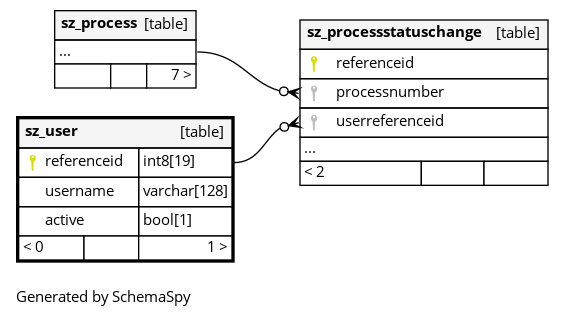 sz_process [table]
...
7 >
sz_processstatuschange [table]
referenceid
processnumber
userreferenceid
...
< 2
sz_user [table]
referenceid int8[19]
username varchar[128]
active bool[1]
< 0 1 >
Generated by SchemaSpy